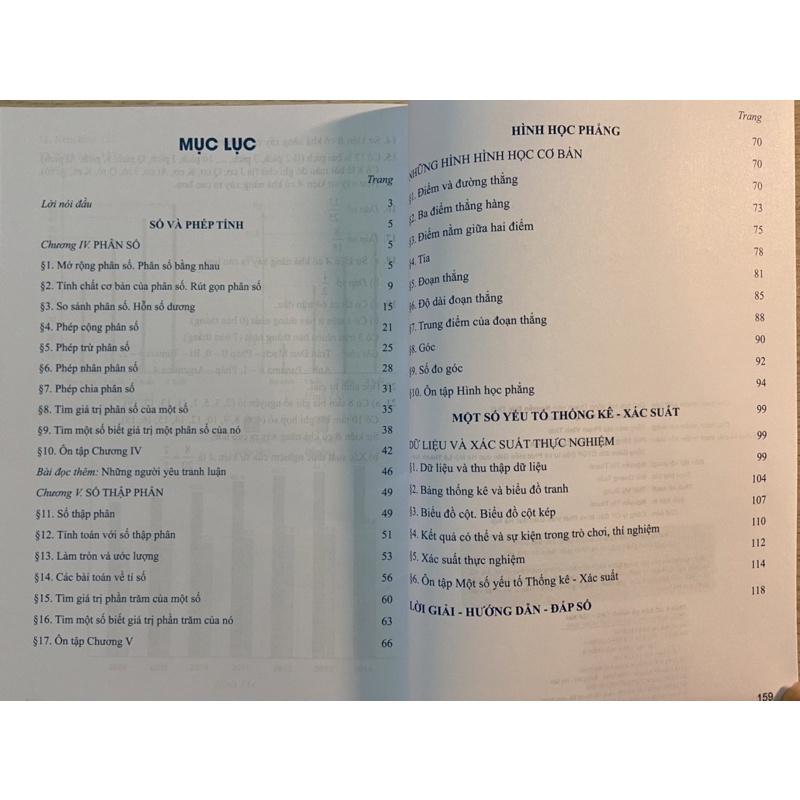 MỤC LỤC
Trang
Lời nói đầu 3
SỐ VÀ PHÉP TÍNH 5
Chương IV. PHÂN SỐ 5
§1. Mở rộng phân số. Phân số bằng nhau 5
§2. Tính chất cơ bản của phân số. Rút gọn phân số 9
§3. So sánh phân số. Hỗn số dương 15
§4. Phép cộng phân số 21
§5. Phép trừ phân số 25
§6. Phép nhân phân số 28
§7. Phép chia phân số 31
§8. Tìm giá trị phân số của một số 35
§9. Tìm một số biết giá trị một phân số của nó 38
§10. Ôn tập Chương IV 42
Bài đọc thêm: Những người yêu tranh luận 46
Chương V. SỐ THẬP PHÂN 49
§11. Số thập phân 49
§12. Tính toán với số thập phân 51
§13. Làm tròn và ước lượng 53
§14. Các bài toán về tỉ số 56
§15. Tìm giá trị phần trăm của một số 60
§16. Tìm một số biết giá trị phần trăm của nó 63
§17. Ôn tập Chương V 66
Trang
HÌNH HỌC PHẲNG 70
NHỮNG HÌNH HÌNH HỌC CƠ BẢN 70
§1. Điểm và đường thẳng 70
§2. Ba điểm thẳng hàng 73
§3. Điểm nằm giữa hai điểm 75
§4. Tia 78
§5. Đoạn thẳng 81
§6. Độ dài đoạn thẳng 85
§7. Trung điểm của đoạn thẳng 88
§8. Góc 90
§9. Số đo góc 92
§10. Ôn tập Hình học phẳng 94
MỘT SỐ YẾU TỐ THỐNG KÊ - XÁC SUẤT 99
DỮ LIỆU VÀ XÁC SUẤT THỰC NGHIỆM 99
§1. Dữ liệu và thu thập dữ liệu 99
§2. Bảng thống kê và biểu đồ tranh 104
§3. Biểu đồ cột. Biểu đồ cột kép 107
§4. Kết quả có thể và sự kiện trong trò chơi, thí nghiệm 110
§5. Xác suất thực nghiệm 112
§6. Ôn tập Một số yếu tố Thống kê - Xác suất 114
LỜI GIẢI - HƯỚNG DẪN - ĐÁP SỐ 118
159